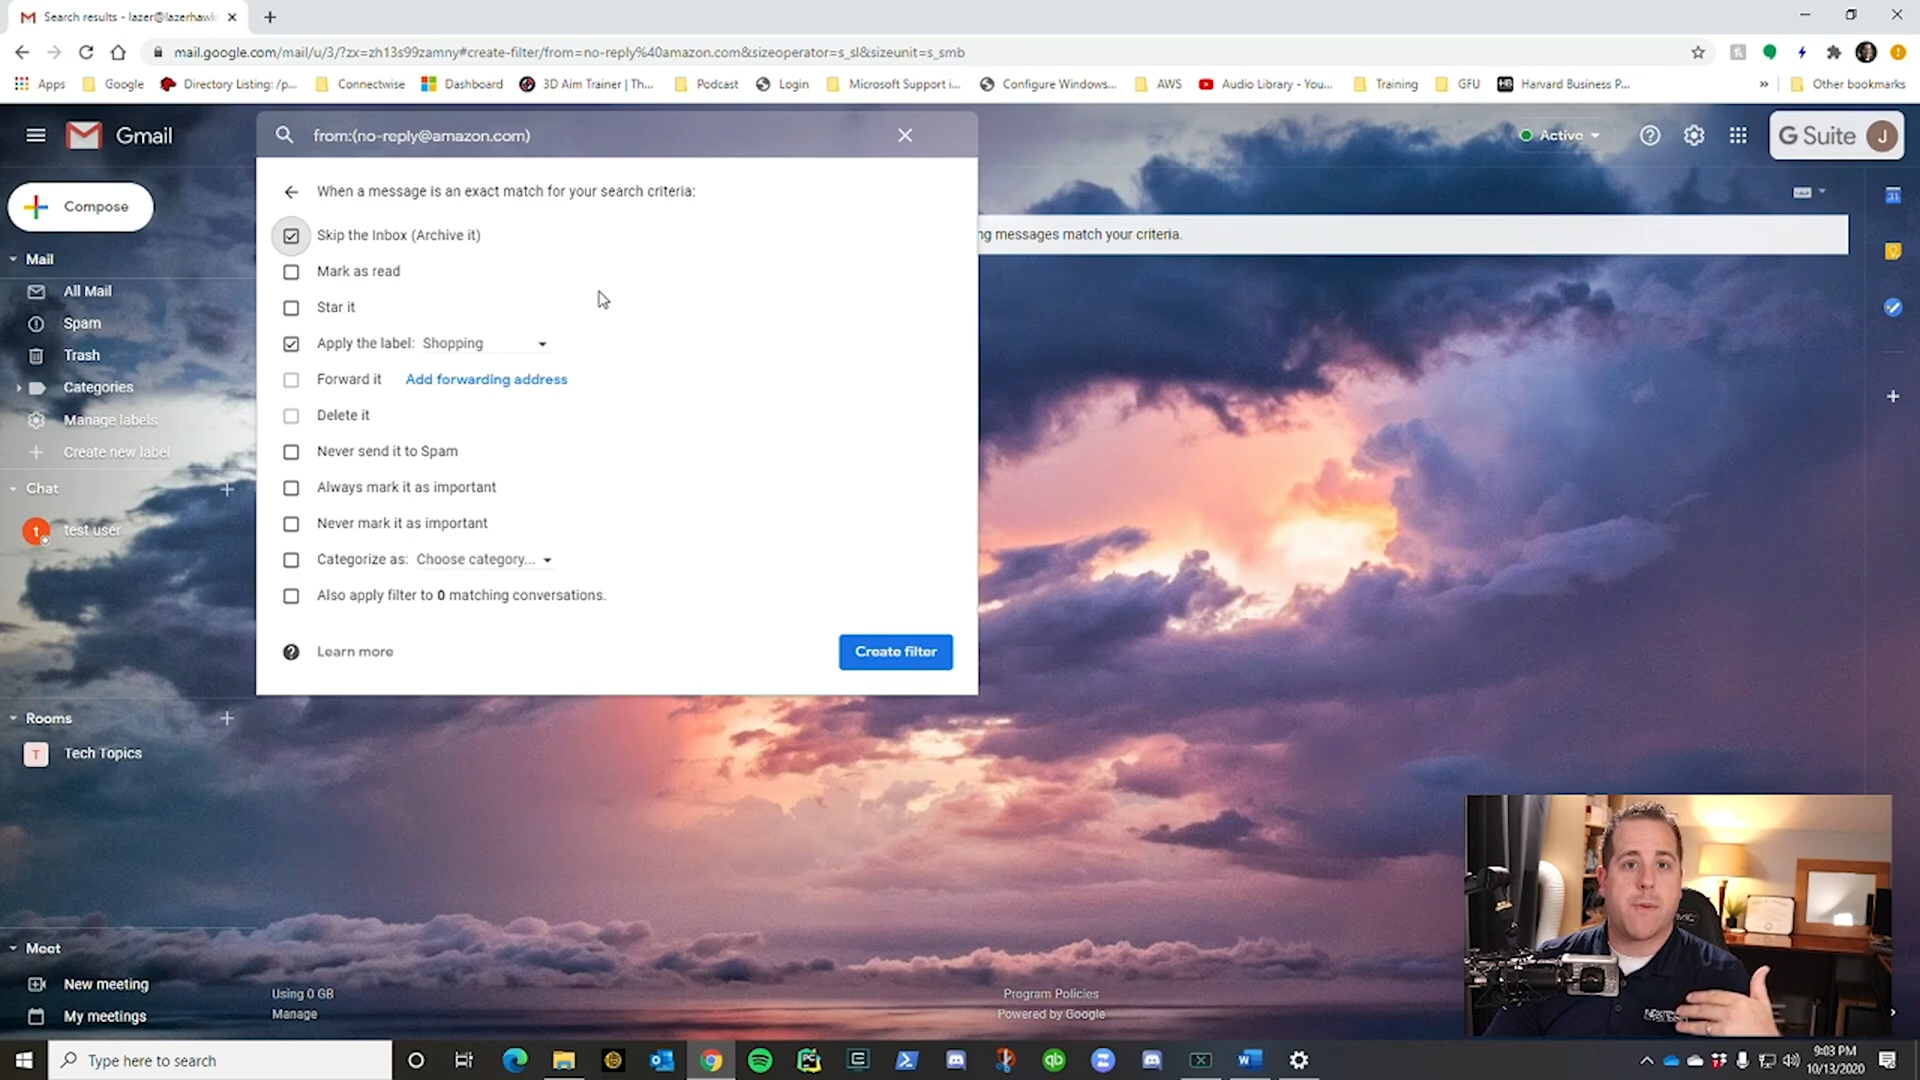 Search results - lazer@lazerhawk
mail.google.com/mail/u/3/?zx=zh13s99zamny#create-filter/from=no-reply%40amazon.com&sizeoperator=s_sl&sizeunit=s_smb
Apps Google Directory Listing: /p... Connectwise Dashboard 3D Aim Trainer | Th... Podcast Login Microsoft Support i... Configure Windows... AWS Audio Library - You... Training GFU Harvard Business P... » Other bookmarks
Gmail
from:(no-reply@amazon.com)
Active
G Suite J
Compose
When a message is an exact match for your search criteria:
Skip the Inbox (Archive it)
ng messages match your criteria.
Mail
Mark as read
All Mail
Star it
Spam
Apply the label: Shopping
Trash
Forward it Add forwarding address
Categories
Delete it
Manage labels
Never send it to Spam
Create new label
Always mark it as important
Chat
Never mark it as important
t test user
Categorize as: Choose category...
Also apply filter to 0 matching conversations.
Learn more
Create filter
Rooms
T Tech Topics
Meet
New meeting
My meetings
Using 0 GB
Manage
Program Policies
Powered by Google
Type here to search
9:03 PM
10/13/2020